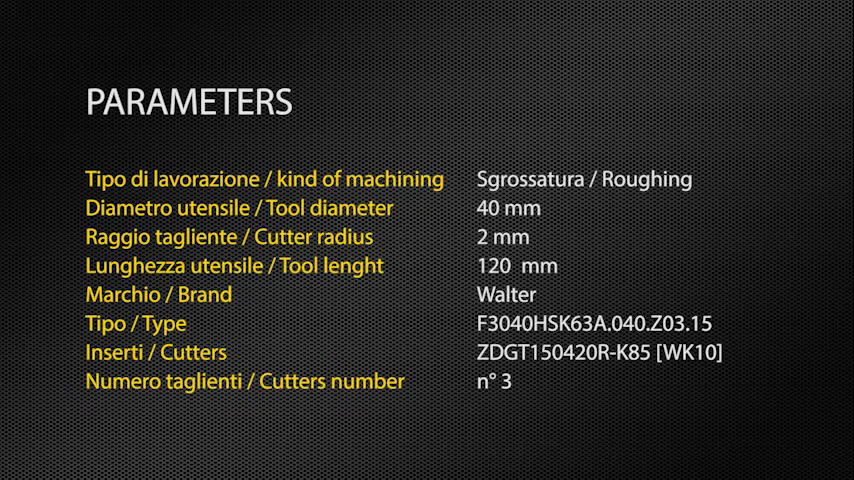 PARAMETERS
Tipo di lavorazione / kind of machining Sgrossatura / Roughing
Diametro utensile / Tool diameter 40 mm
Raggio tagliente / Cutter radius 2 mm
Lunghezza utensile / Tool lenght 120 mm
Marchio / Brand Walter
Tipo / Type F3040HSK63A.040.Z03.15
Inserti / Cutters ZDGT150420R-K85 [WK10]
Numero taglienti / Cutters number n° 3